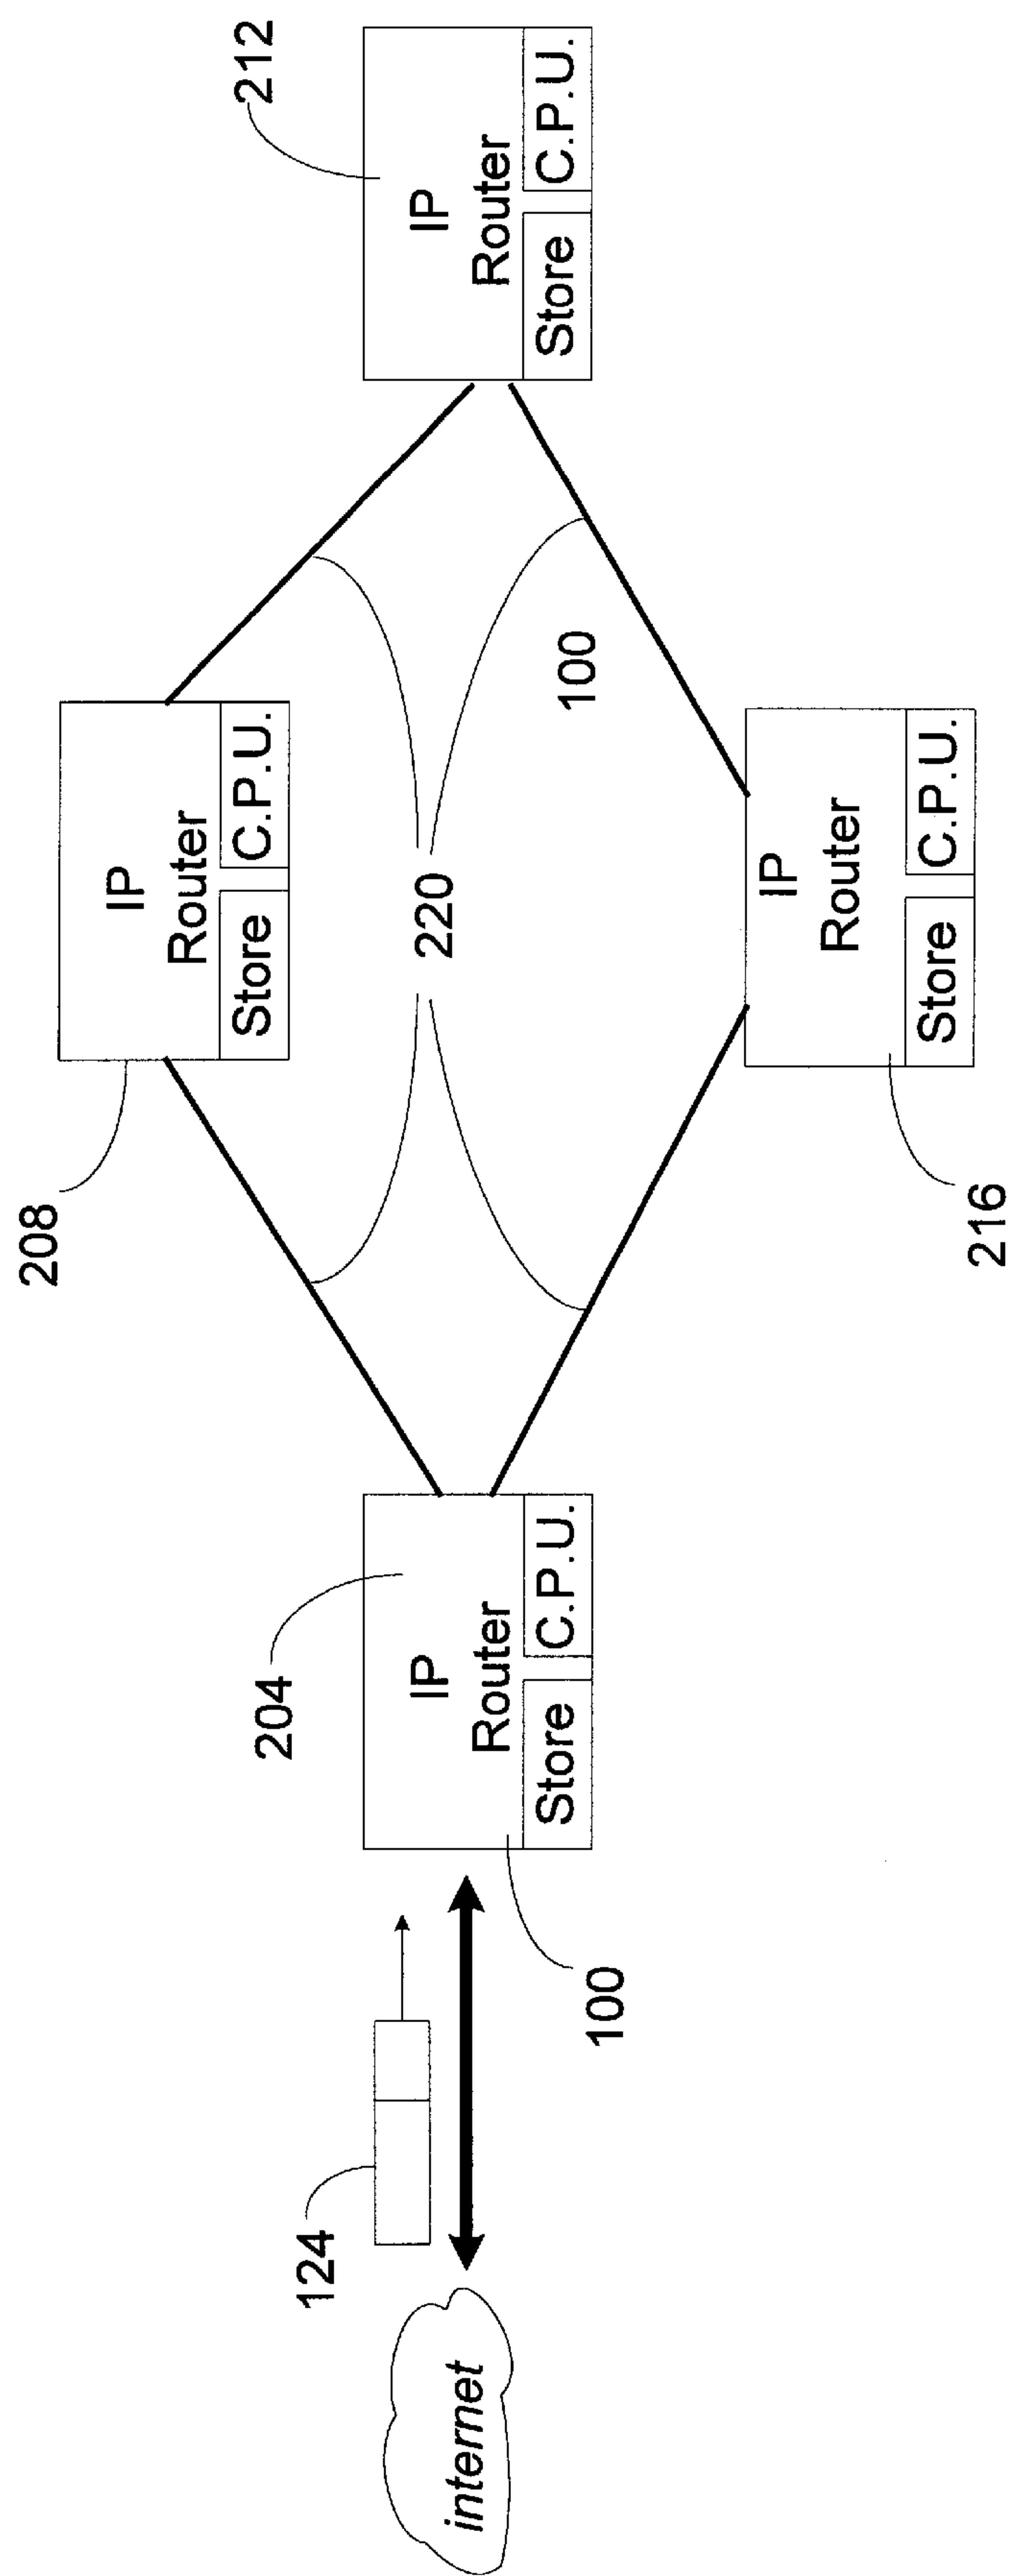 208
IP
Router
Store
C.P.U.
212
IP
Router
Store
C.P.U.
204
IP
Router
Store
C.P.U.
220
124
internet
100
100
IP
Router
Store
C.P.U.
216